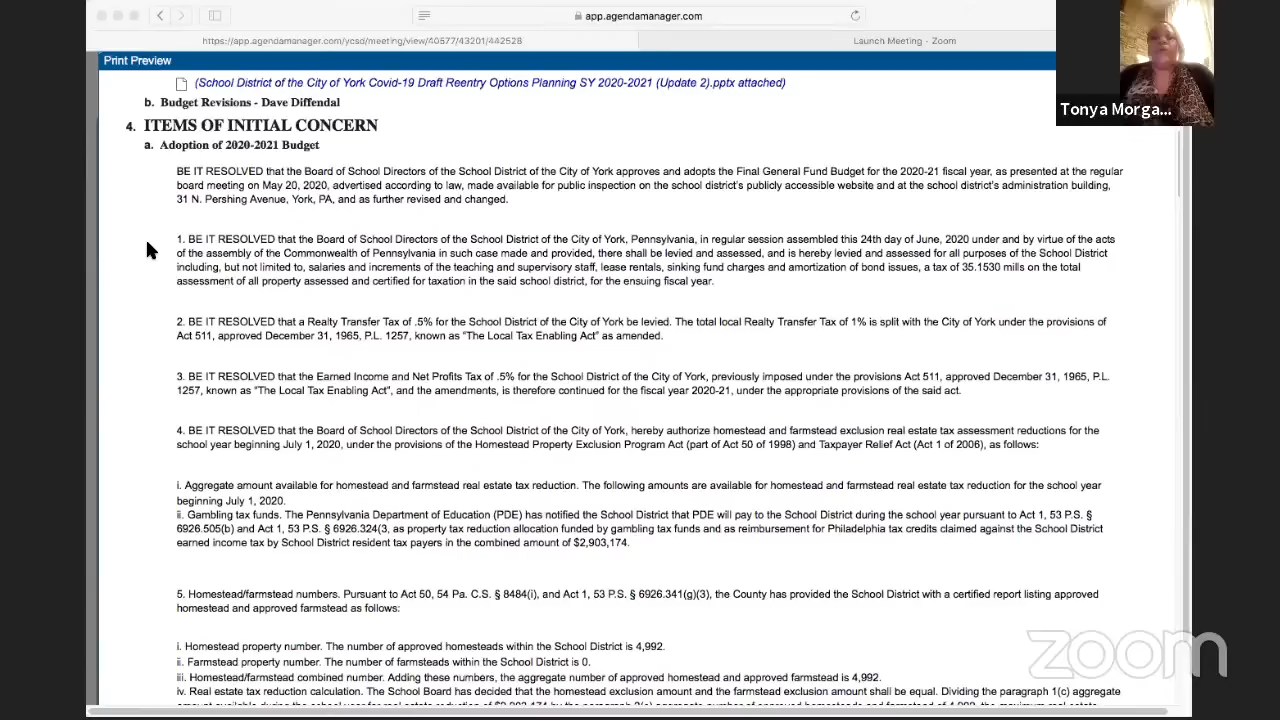 app.agendamanager.com
https://app.agendamanager.com/ycsd/meeting/view/40577/43201/442528
Launch Meeting - Zoom
Print Preview
(School District of the City of York Covid-19 Draft Reentry Options Planning SY 2020-2021 (Update 2).pptx attached)
b. Budget Revisions - Dave Diffendal
4. ITEMS OF INITIAL CONCERN
a. Adoption of 2020-2021 Budget
BE IT RESOLVED that the Board of School Directors of the School District of the City of York approves and adopts the Final General Fund Budget for the 2020-21 fiscal year, as presented at the regular
board meeting on May 20, 2020, advertised according to law, made available for public inspection on the school district's publicly accessible website and at the school district's administration building,
31 N. Pershing Avenue, York, PA, and as further revised and changed.
1. BE IT RESOLVED that the Board of School Directors of the School District of the City of York, Pennsylvania, in regular session assembled this 24th day of June, 2020 under and by virtue of the acts
of the assembly of the Commonwealth of Pennsylvania in such case made and provided, there shall be levied and assessed, and is hereby levied and assessed for all purposes of the School District
including, but not limited to, salaries and increments of the teaching and supervisory staff, lease rentals, sinking fund charges and amortization of bond issues, a tax of 35.1530 mills on the total
assessment of all property assessed and certified for taxation in the said school district, for the ensuing fiscal year.
2. BE IT RESOLVED that a Realty Transfer Tax of .5% for the School District of the City of York be levied. The total local Realty Transfer Tax of 1% is split with the City of York under the provisions of
Act 511, approved December 31, 1965, P.L. 1257, known as "The Local Tax Enabling Act" as amended.
3. BE IT RESOLVED that the Earned Income and Net Profits Tax of .5% for the School District of the City of York, previously imposed under the provisions Act 511, approved December 31, 1965, P.L.
1257, known as "The Local Tax Enabling Act", and the amendments, is therefore continued for the fiscal year 2020-21, under the appropriate provisions of the said act.
4. BE IT RESOLVED that the Board of School Directors of the School District of the City of York, hereby authorize homestead and farmstead exclusion real estate tax assessment reductions for the
school year beginning July 1, 2020, under the provisions of the Homestead Property Exclusion Program Act (part of Act 50 of 1998) and Taxpayer Relief Act (Act 1 of 2006), as follows:
i. Aggregate amount available for homestead and farmstead real estate tax reduction. The following amounts are available for homestead and farmstead real estate tax reduction for the school year
beginning July 1, 2020.
ii. Gambling tax funds. The Pennsylvania Department of Education (PDE) has notified the School District that PDE will pay to the School District during the school year pursuant to Act 1, 53 P.S. §
6926.505(b) and Act 1, 53 P.S. § 6926.324(3, as property tax reduction allocation funded by gambling tax funds and as reimbursement for Philadelphia tax credits claimed against the School District
earned income tax by School District resident tax payers in the combined amount of $2,903,174.
5. Homestead/farmstead numbers. Pursuant to Act 50, 54 Pa. C.S. § 8484(i), and Act 1, 53 P.S. § 6926.341(g)(3), the County has provided the School District with a certified report listing approved
homestead and approved farmstead as follows:
i. Homestead property number. The number of approved homesteads within the School District is 4,992.
ii. Farmstead property number. The number of farmsteads within the School District is 0.
iii. Homestead/farmstead combined number. Adding these numbers, the aggregate number of approved homestead and approved farmstead is 4,992.
iv. Real estate tax reduction calculation. The School Board has decided that the homestead exclusion amount and the farmstead exclusion amount shall be equal. Dividing the paragraph 1(c) aggregate
Tonya Morga...
zoom